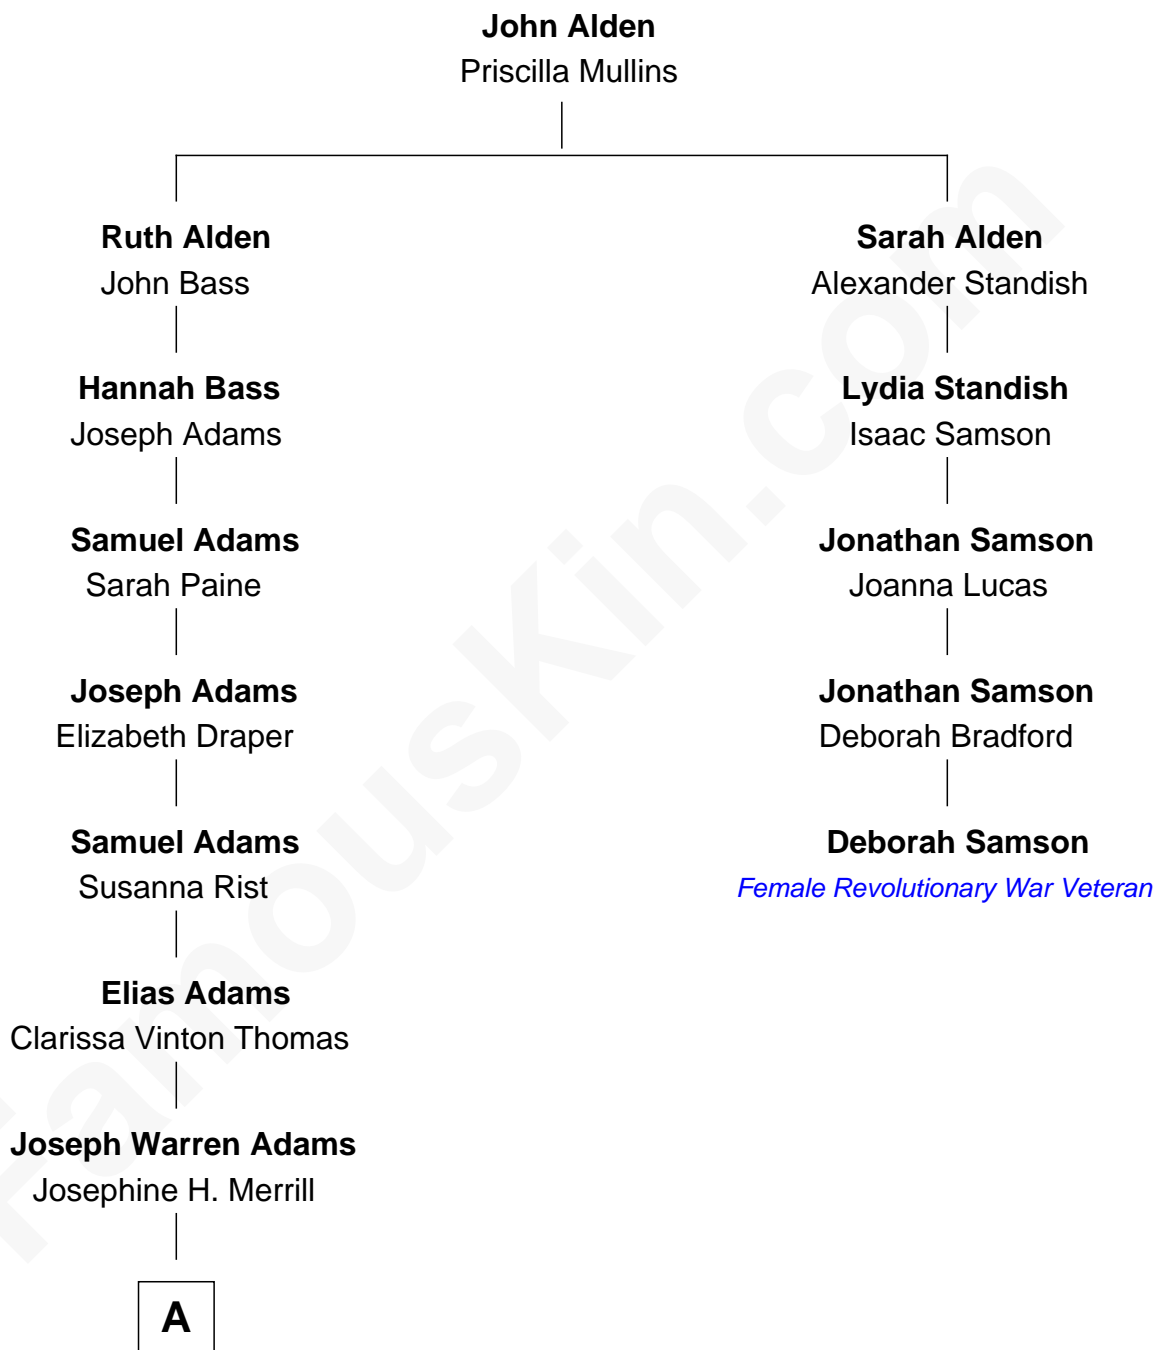 John Alden
Priscilla Mullins
Ruth Alden
John Bass
Sarah Alden
Alexander Standish
Hannah Bass
Joseph Adams
Lydia Standish
Isaac Samson
Samuel Adams
Sarah Paine
Jonathan Samson
Joanna Lucas
Joseph Adams
Elizabeth Draper
Jonathan Samson
Deborah Bradford
Samuel Adams
Susanna Rist
Deborah Samson
Female Revolutionary War Veteran
Elias Adams
Clarissa Vinton Thomas
Joseph Warren Adams
Josephine H. Merrill
A
FamousKin.com